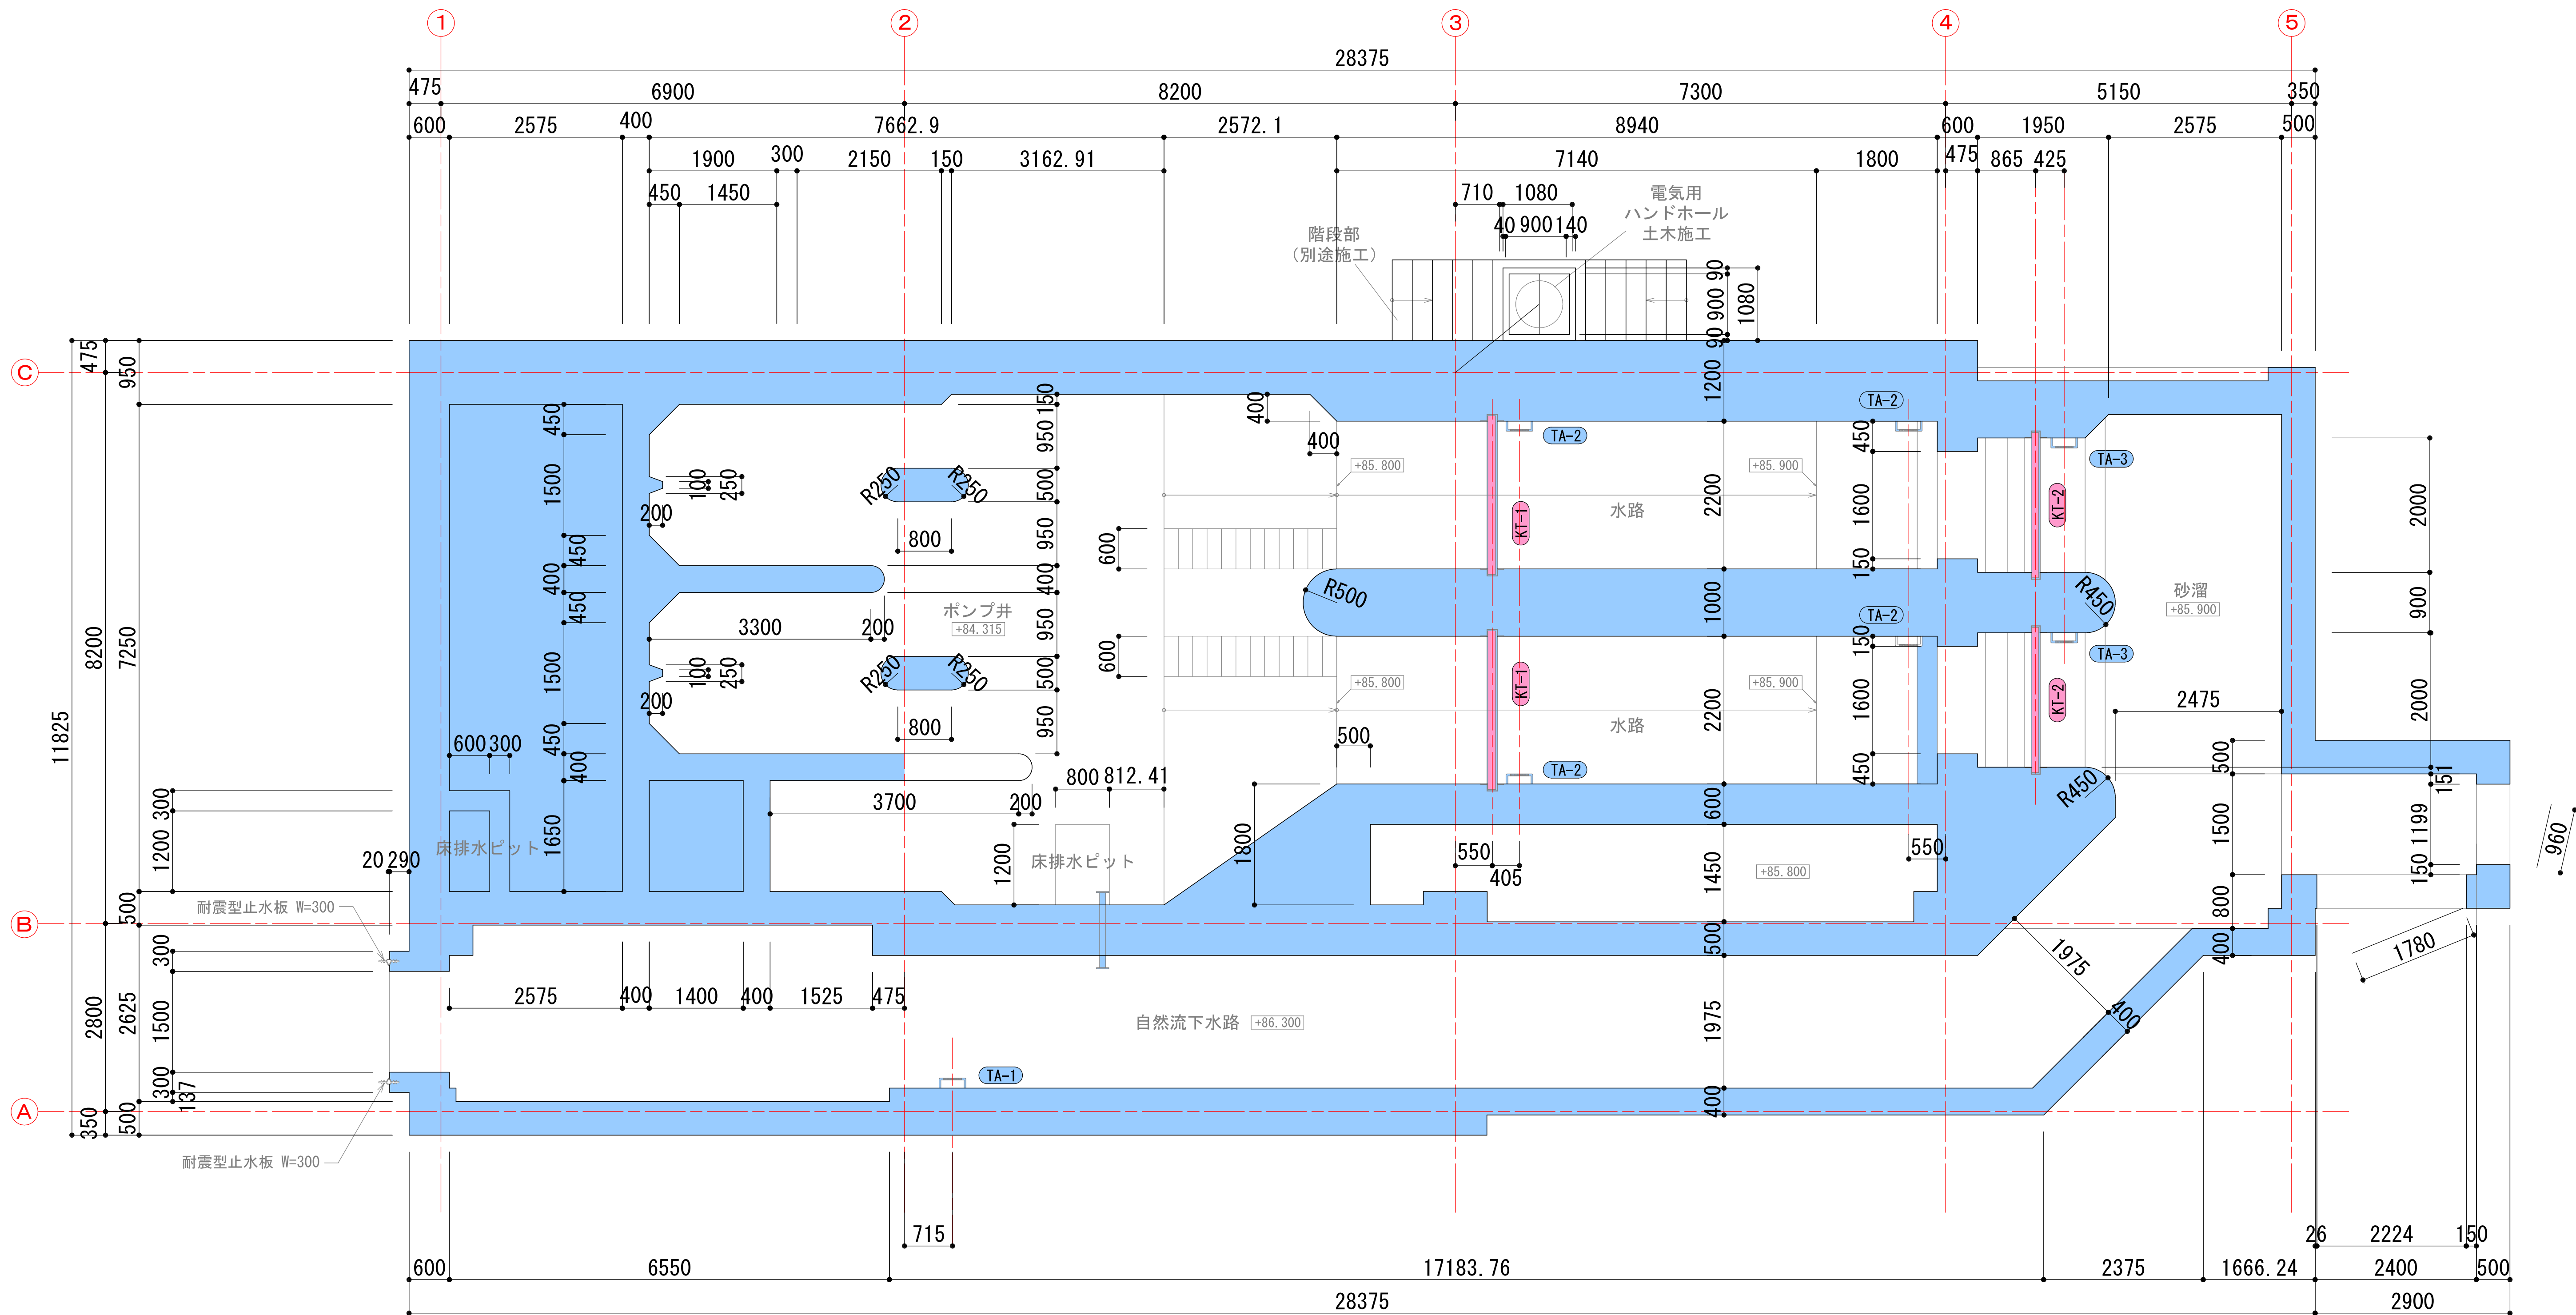 ① ② ③ ④ ⑤
28375
475 6900 8200 7300 5150 350
600 2575 400 7662.9 2572.1 8940 600 1950 2575 500
1900 300 2150 150 3162.91 7140 1800 475 865 425
450 1450 710 1080
電気用
ハンドホール
土木施工
40 900 140
階段部
（別途施工）
90
900
90
1080
Ⓒ
475
950
1200
450
1500
450
400
450
1500
450
400
1650
100
250
200
R250
R250
800
150
950
500
950
400
950
500
950
400
400
TA-2
TA-2
450
TA-3
+85.800
+85.900
水路
2200
1600
150
KT-1
KT-2
2000
600
R500
1000
R450
砂溜
+85.900
900
ポンプ井
+84.315
3300
200
TA-2
150
TA-3
600
100
250
200
R250
R250
800
+85.800
+85.900
水路
2200
1600
450
KT-1
KT-2
2000
2475
8200
7250
11825
600 300
500
TA-2
800 812.41
3700 200
600
R450
500
151
1500
1199
150
960
300
1200
床排水ピット
床排水ピット
1200
1800
550
405
1450
+85.800
550
20 290
耐震型止水板 W=300
800
400
Ⓑ
500
500
1780
300
1500
300
137
2800
2625
2575 400 1400 400 1525 475
自然流下水路 +86.300
1975
1975
400
TA-1
400
Ⓐ
350
500
耐震型止水板 W=300
715
26 2224 150
600 6550 17183.76 2375 1666.24 2400 500
28375 2900